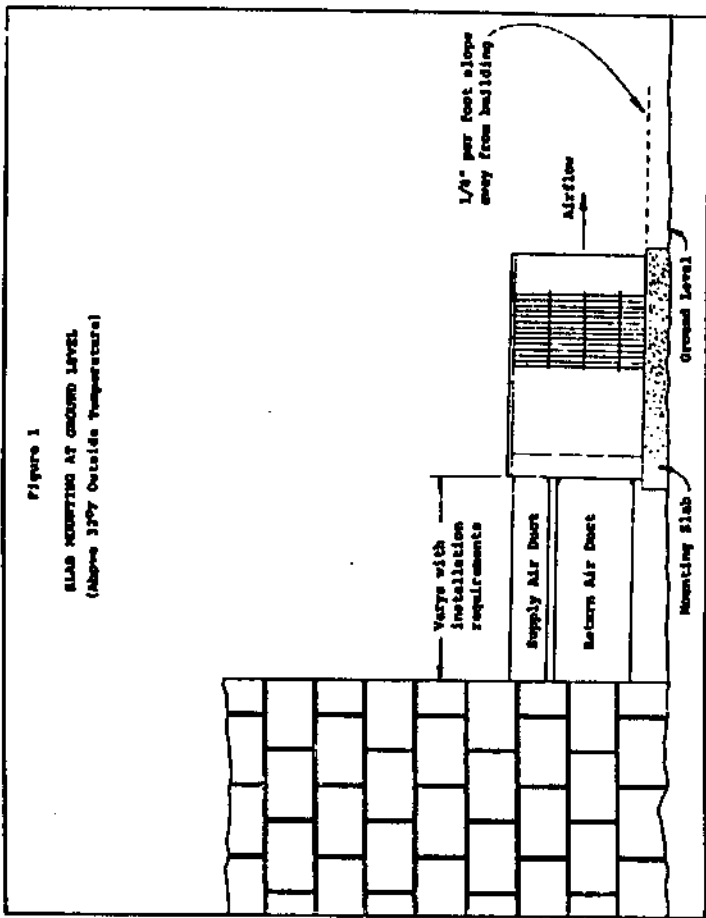 Figure 1
SLAB MOUNTING AT GROUND LEVEL
(Above 32°F Outside Temperature)
1/4" per foot slope
away from building
Varys with
installation
requirements
Airflow
Supply Air Duct
Return Air Duct
Mounting Slab
Ground Level